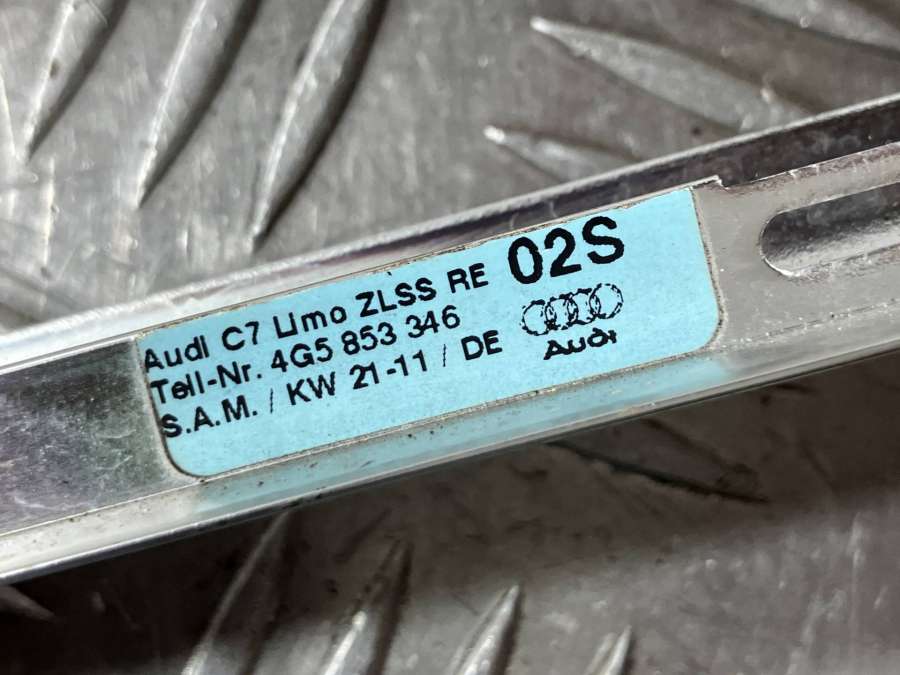 Audi C7 Limo ZLSS RE 02S
Teil-Nr. 4G5 853 346
S.A.M. / KW 21-11 / DE
Audi